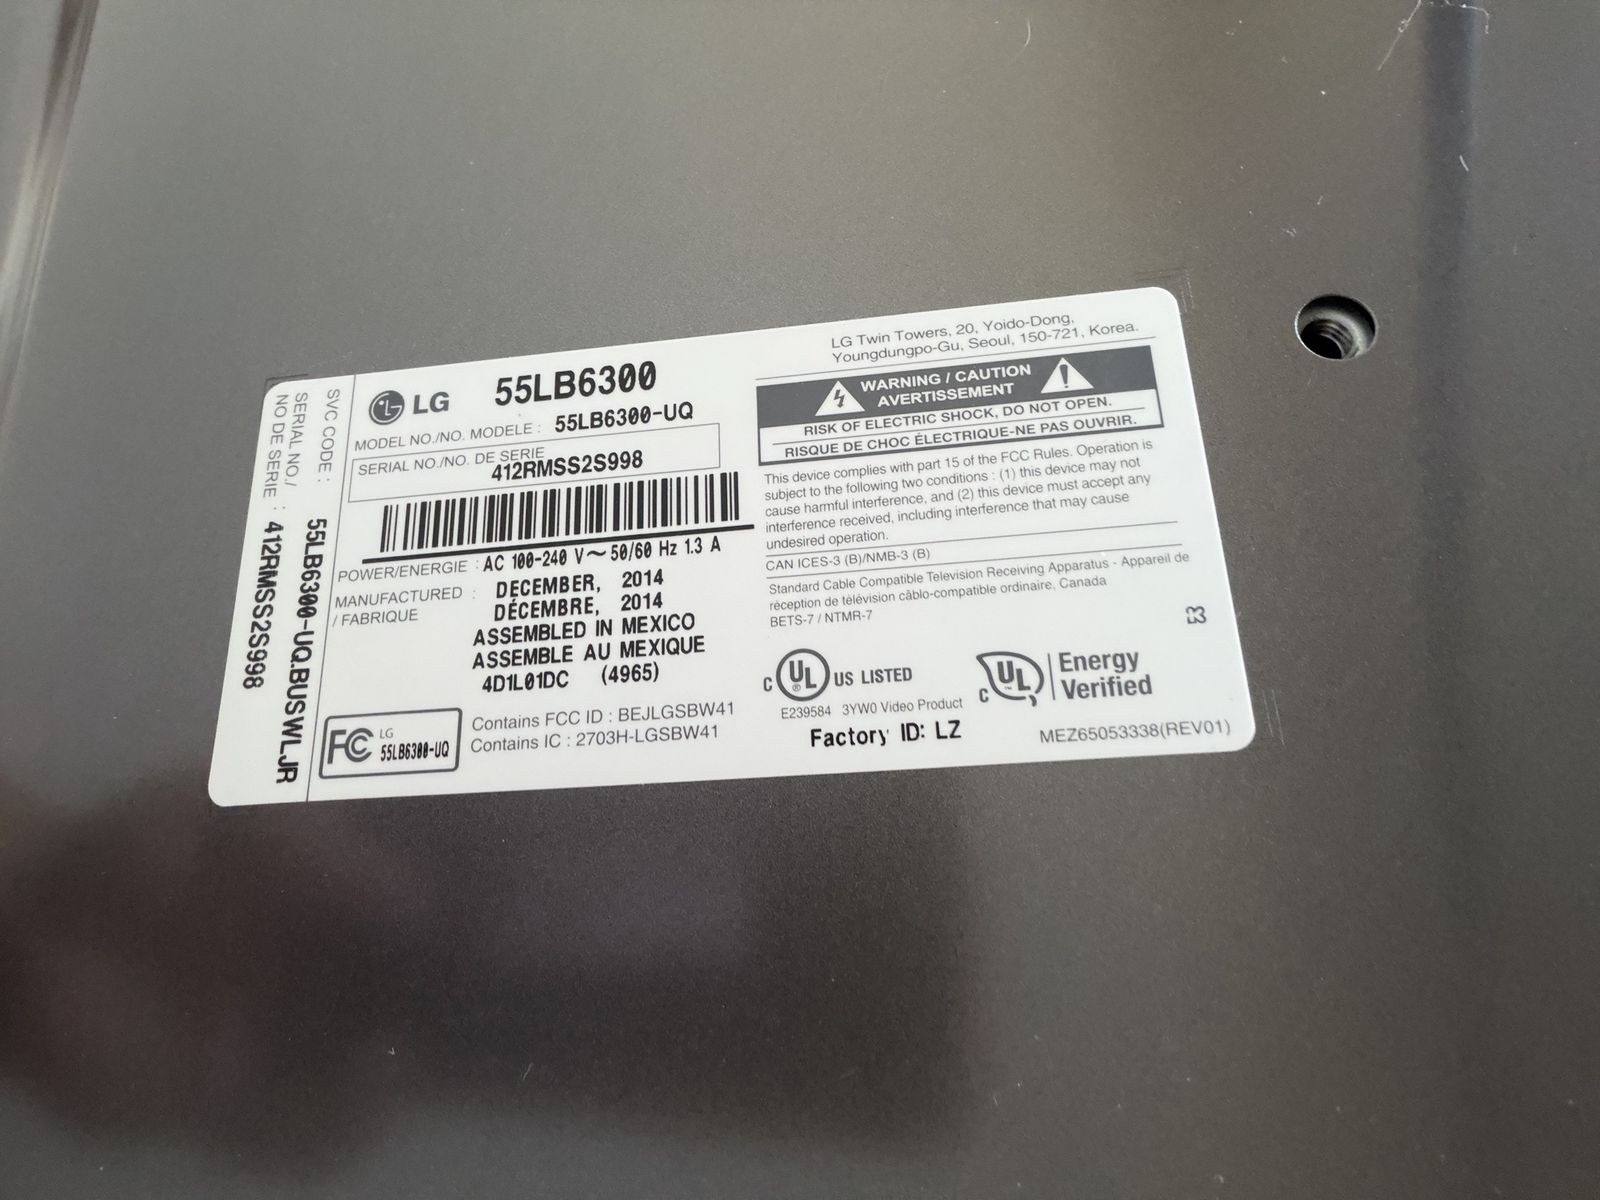 SVC CODE : 55LB6300-UQ.BUSWLJR
SERIAL NO./
NO DE SERIE : 412RMSS2S998
LG 55LB6300
MODEL NO./NO. MODELE : 55LB6300-UQ
SERIAL NO./NO. DE SERIE
412RMSS2S998
POWER/ENERGIE : AC 100-240 V~ 50/60 Hz 1.3 A
MANUFACTURED : DECEMBER, 2014
/ FABRIQUE DÉCEMBRE, 2014
ASSEMBLED IN MEXICO
ASSEMBLE AU MEXIQUE
4D1L01DC (4965)
FC LG
55LB6300-UQ
Contains FCC ID : BEJLGSBW41
Contains IC : 2703H-LGSBW41
LG Twin Towers, 20, Yoido-Dong,
Youngdungpo-Gu, Seoul, 150-721, Korea.
WARNING / CAUTION
AVERTISSEMENT
RISK OF ELECTRIC SHOCK, DO NOT OPEN.
RISQUE DE CHOC ÉLECTRIQUE-NE PAS OUVRIR.
This device complies with part 15 of the FCC Rules. Operation is
subject to the following two conditions : (1) this device may not
cause harmful interference, and (2) this device must accept any
interference received, including interference that may cause
undesired operation.
CAN ICES-3 (B)/NMB-3 (B)
Standard Cable Compatible Television Receiving Apparatus - Appareil de
réception de télévision câblo-compatible ordinaire, Canada
BETS-7 / NTMR-7
C UL ® US LISTED
E239584 3YW0 Video Product
C UL ™ Energy
Verified
Factory ID: LZ
MEZ65053338(REV01)